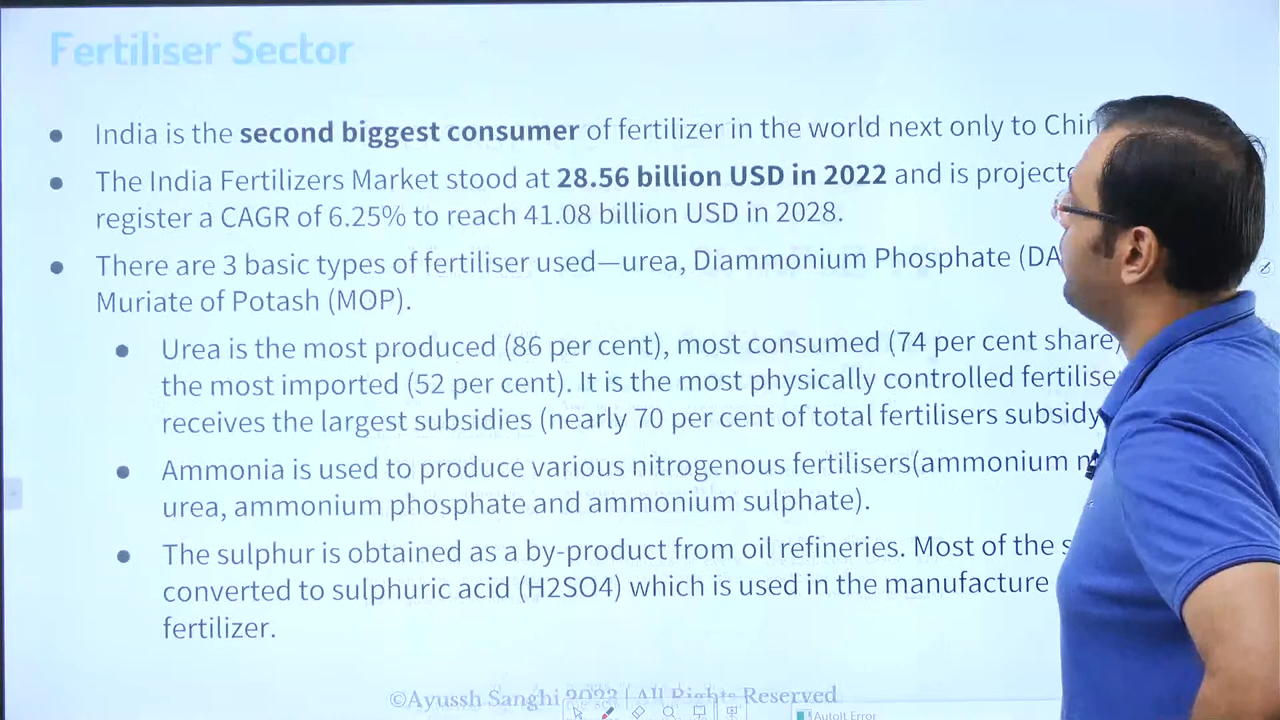 Fertiliser Sector
● India is the second biggest consumer of fertilizer in the world next only to Chin
● The India Fertilizers Market stood at 28.56 billion USD in 2022 and is projecte
register a CAGR of 6.25% to reach 41.08 billion USD in 2028.
● There are 3 basic types of fertiliser used—urea, Diammonium Phosphate (DA
Muriate of Potash (MOP).
● Urea is the most produced (86 per cent), most consumed (74 per cent share)
the most imported (52 per cent). It is the most physically controlled fertilise
receives the largest subsidies (nearly 70 per cent of total fertilisers subsidy
● Ammonia is used to produce various nitrogenous fertilisers(ammonium n
urea, ammonium phosphate and ammonium sulphate).
● The sulphur is obtained as a by-product from oil refineries. Most of the s
converted to sulphuric acid (H2SO4) which is used in the manufacture
fertilizer.
©Ayussh Sanghi 2023 | All Rights Reserved
AutoIt Error